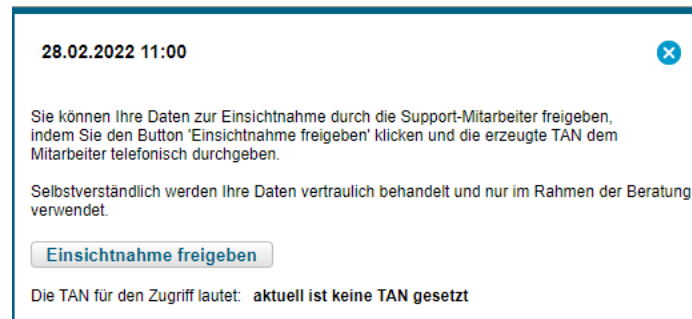 28.02.2022 11:00
Sie können Ihre Daten zur Einsichtnahme durch die Support-Mitarbeiter freigeben,
indem Sie den Button 'Einsichtnahme freigeben' klicken und die erzeugte TAN dem
Mitarbeiter telefonisch durchgeben.
Selbstverständlich werden Ihre Daten vertraulich behandelt und nur im Rahmen der Beratung
verwendet.
Einsichtnahme freigeben
Die TAN für den Zugriff lautet: aktuell ist keine TAN gesetzt